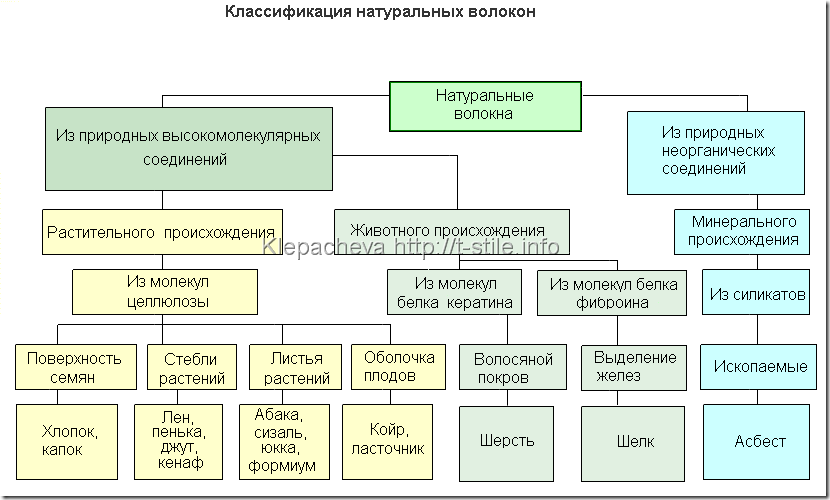 Классификация натуральных волокон
Натуральные
волокна
Из природных высокомолекулярных
соединений
Из природных
неорганических
соединений
Растительного происхождения
Животного происхождения
Минерального
происхождения
Klepacheva http://t-stile.info
Из молекул
целлюлозы
Из молекул
белка кератина
Из молекул белка
фиброина
Из силикатов
Поверхность
семян
Стебли
растений
Листья
растений
Оболочка
плодов
Волосяной
покров
Выделение
желез
Ископаемые
Хлопок,
капок
Лен,
пенька,
джут,
кенаф
Абака,
сизаль,
юкка,
формиум
Койр,
ласточник
Шерсть
Шелк
Асбест